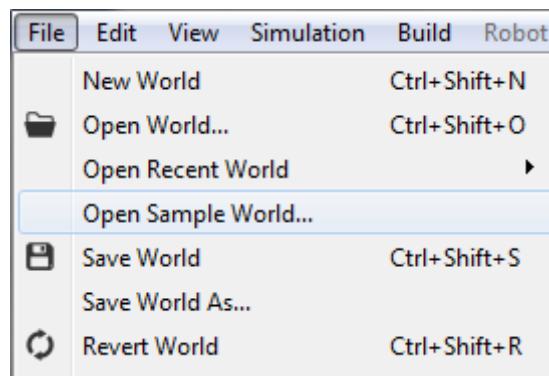 File Edit View Simulation Build Robot
New World Ctrl+Shift+N
Open World... Ctrl+Shift+O
Open Recent World
Open Sample World...
Save World Ctrl+Shift+S
Save World As...
Revert World Ctrl+Shift+R